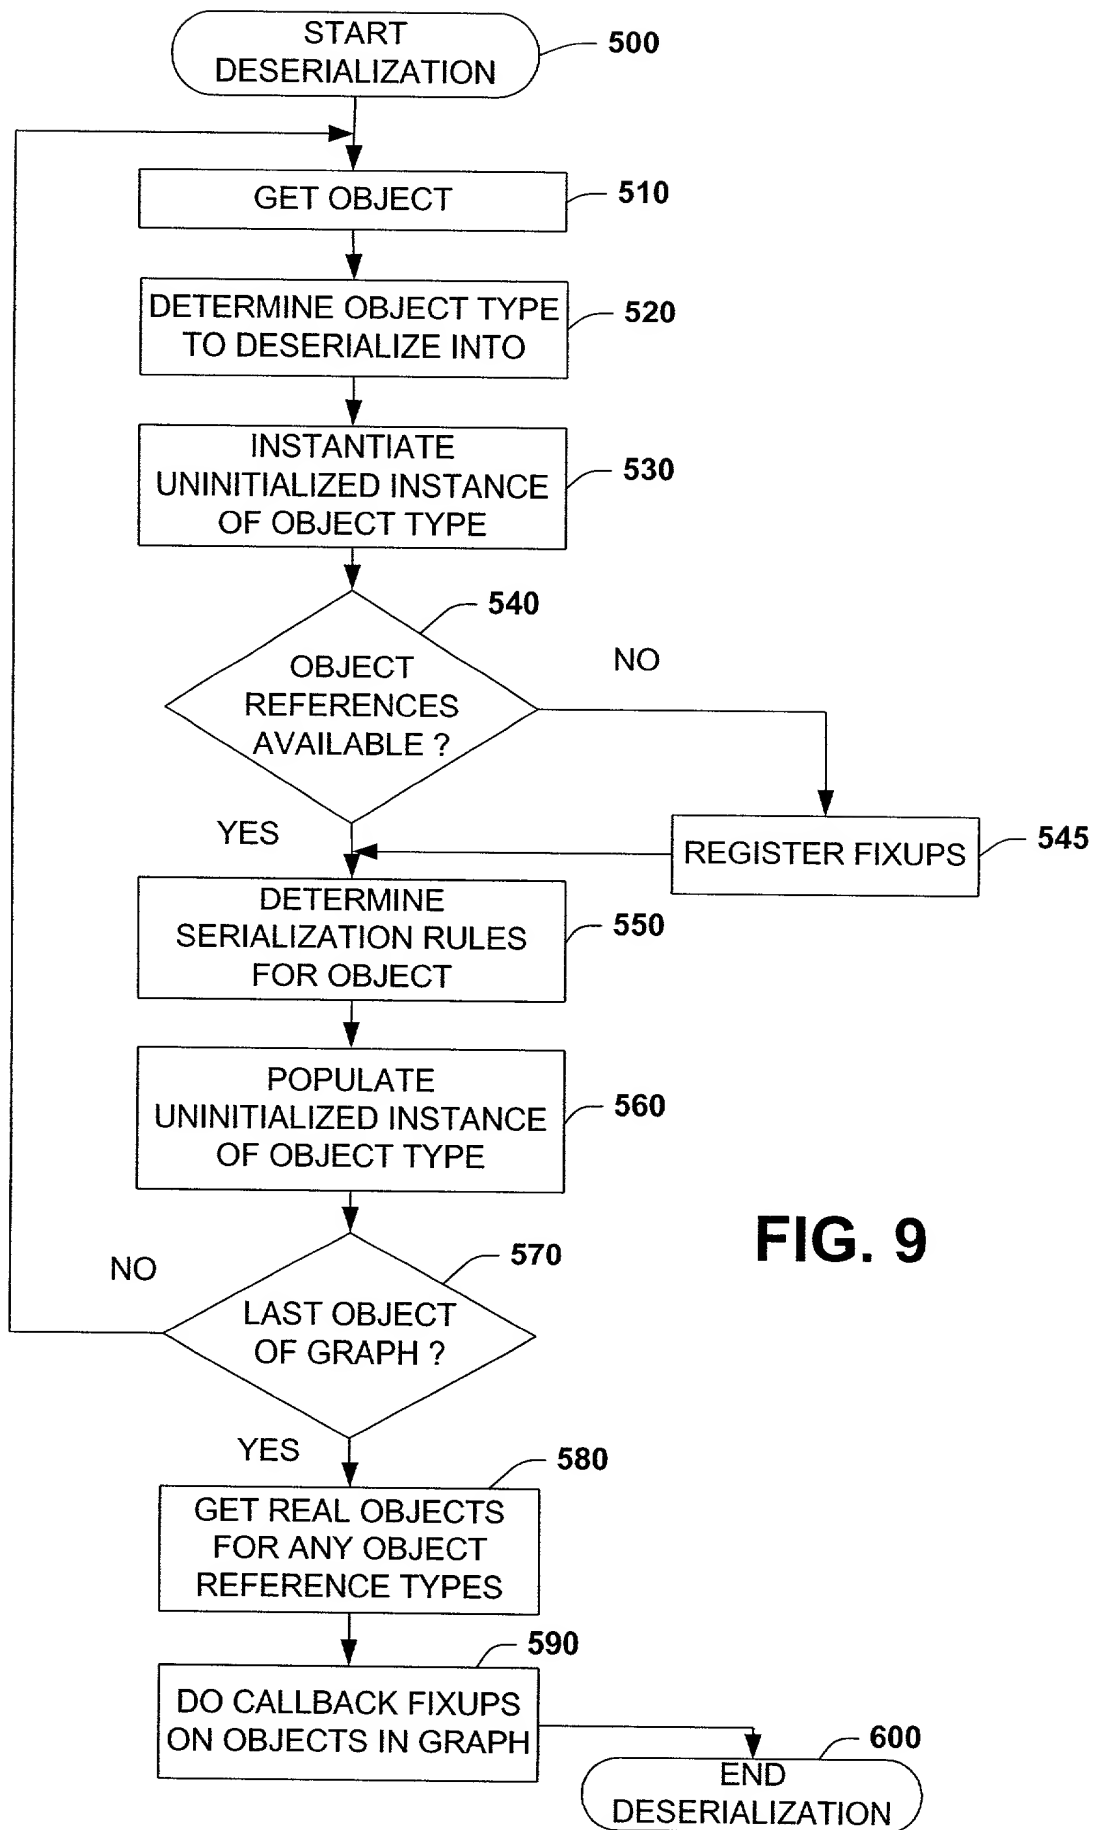 START
DESERIALIZATION
500
GET OBJECT
510
DETERMINE OBJECT TYPE
TO DESERIALIZE INTO
520
INSTANTIATE
UNINITIALIZED INSTANCE
OF OBJECT TYPE
530
540
OBJECT
REFERENCES
AVAILABLE ?
NO
YES
REGISTER FIXUPS
545
DETERMINE
SERIALIZATION RULES
FOR OBJECT
550
POPULATE
UNINITIALIZED INSTANCE
OF OBJECT TYPE
560
FIG. 9
570
NO
LAST OBJECT
OF GRAPH ?
YES
580
GET REAL OBJECTS
FOR ANY OBJECT
REFERENCE TYPES
590
DO CALLBACK FIXUPS
ON OBJECTS IN GRAPH
600
END
DESERIALIZATION